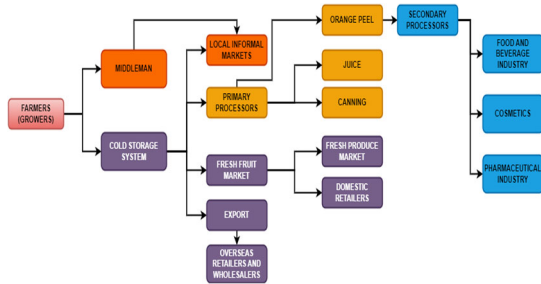 ORANGE PEEL
SECONDARY
PROCESSORS
LOCAL INFORMAL
MARKETS
FOOD AND
BEVERAGE
INDUSTRY
MIDDLEMAN
JUICE
FARMERS
(GROWERS)
PRIMARY
PROCESSORS
CANNING
COSMETICS
COLD STORAGE
SYSTEM
FRESH PRODUCE
MARKET
FRESH FRUIT
MARKET
PHARMACEUTICAL
INDUSTRY
DOMESTIC
RETAILERS
EXPORT
OVERSEAS
RETAILERS AND
WHOLESALERS